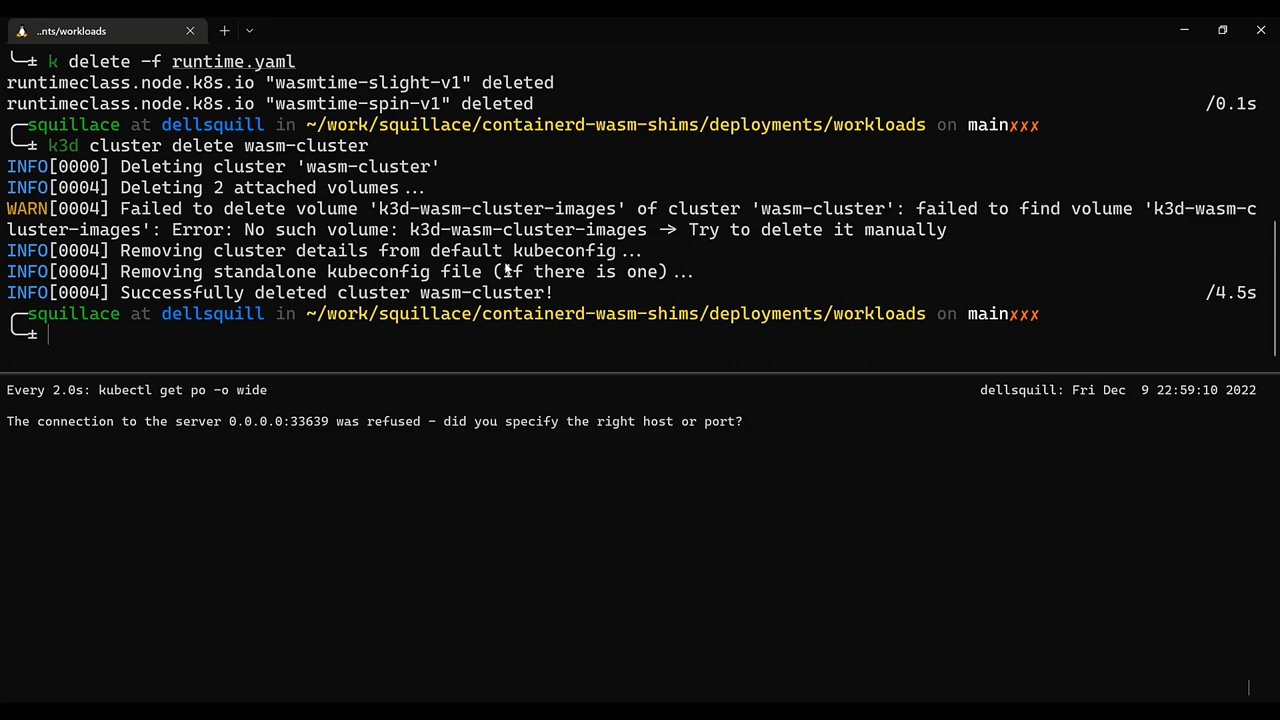 ..nts/workloads
╰─± k delete -f runtime.yaml
runtimeclass.node.k8s.io "wasmtime-slight-v1" deleted
runtimeclass.node.k8s.io "wasmtime-spin-v1" deleted /0.1s
╭─squillace at dellsquill in ~/work/squillace/containerd-wasm-shims/deployments/workloads on main✗✗✗
╰─± k3d cluster delete wasm-cluster
INFO[0000] Deleting cluster 'wasm-cluster'
INFO[0004] Deleting 2 attached volumes...
WARN[0004] Failed to delete volume 'k3d-wasm-cluster-images' of cluster 'wasm-cluster': failed to find volume 'k3d-wasm-c
luster-images': Error: No such volume: k3d-wasm-cluster-images -> Try to delete it manually
INFO[0004] Removing cluster details from default kubeconfig...
INFO[0004] Removing standalone kubeconfig file (if there is one)...
INFO[0004] Successfully deleted cluster wasm-cluster! /4.5s
╭─squillace at dellsquill in ~/work/squillace/containerd-wasm-shims/deployments/workloads on main✗✗✗
╰─±
Every 2.0s: kubectl get po -o wide dellsquill: Fri Dec  9 22:59:10 2022
The connection to the server 0.0.0.0:33639 was refused - did you specify the right host or port?